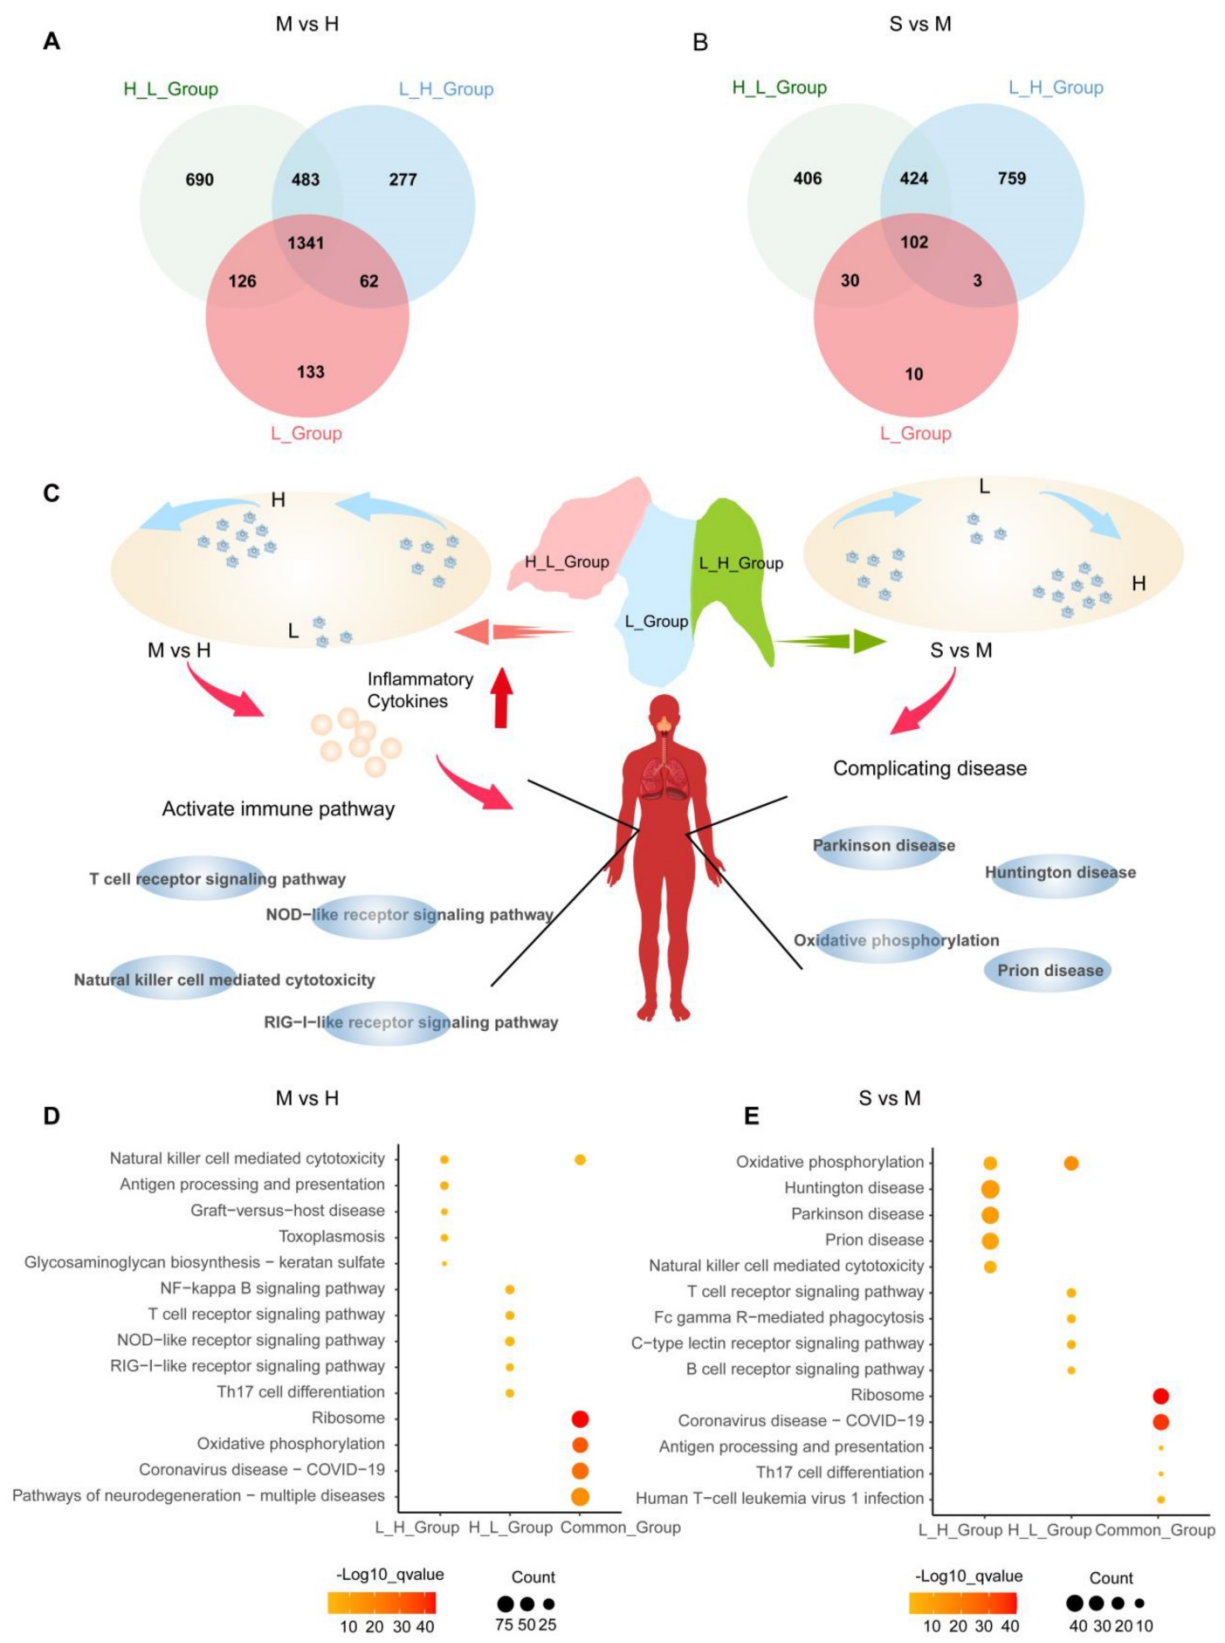 M vs H
S vs M
A
B
H_L_Group
L_H_Group
H_L_Group
L_H_Group
690
483
277
406
424
759
1341
102
126
62
30
3
133
10
L_Group
L_Group
C
H
L
H_L_Group
L_H_Group
H
L_Group
L
M vs H
S vs M
Inflammatory
Cytokines
Complicating disease
Activate immune pathway
Parkinson disease
T cell receptor signaling pathway
Huntington disease
NOD−like receptor signaling pathway
Oxidative phosphorylation
Natural killer cell mediated cytotoxicity
Prion disease
RIG−I−like receptor signaling pathway
D
M vs H
Natural killer cell mediated cytotoxicity
Antigen processing and presentation
Graft−versus−host disease
Toxoplasmosis
Glycosaminoglycan biosynthesis − keratan sulfate
NF−kappa B signaling pathway
T cell receptor signaling pathway
NOD−like receptor signaling pathway
RIG−I−like receptor signaling pathway
Th17 cell differentiation
Ribosome
Oxidative phosphorylation
Coronavirus disease − COVID−19
Pathways of neurodegeneration − multiple diseases
L_H_Group H_L_Group Common_Group
-Log10_qvalue
10 20 30 40
Count
75 50 25
E
S vs M
Oxidative phosphorylation
Huntington disease
Parkinson disease
Prion disease
Natural killer cell mediated cytotoxicity
T cell receptor signaling pathway
Fc gamma R−mediated phagocytosis
C−type lectin receptor signaling pathway
B cell receptor signaling pathway
Ribosome
Coronavirus disease − COVID−19
Antigen processing and presentation
Th17 cell differentiation
Human T−cell leukemia virus 1 infection
L_H_Group H_L_Group Common_Group
-Log10_qvalue
10 20 30 40
Count
40 30 20 10